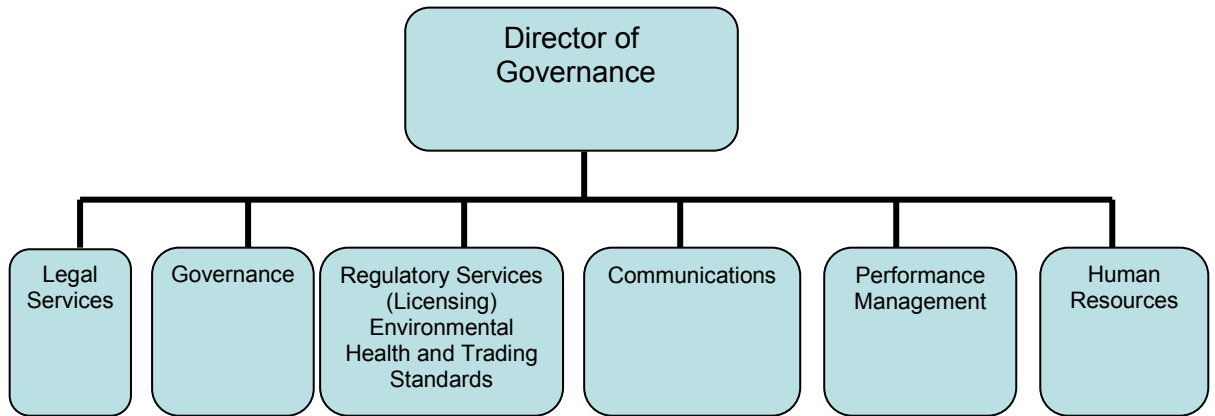 Director of
Governance
Legal
Services
Governance
Regulatory Services
(Licensing)
Environmental
Health and Trading
Standards
Communications
Performance
Management
Human
Resources